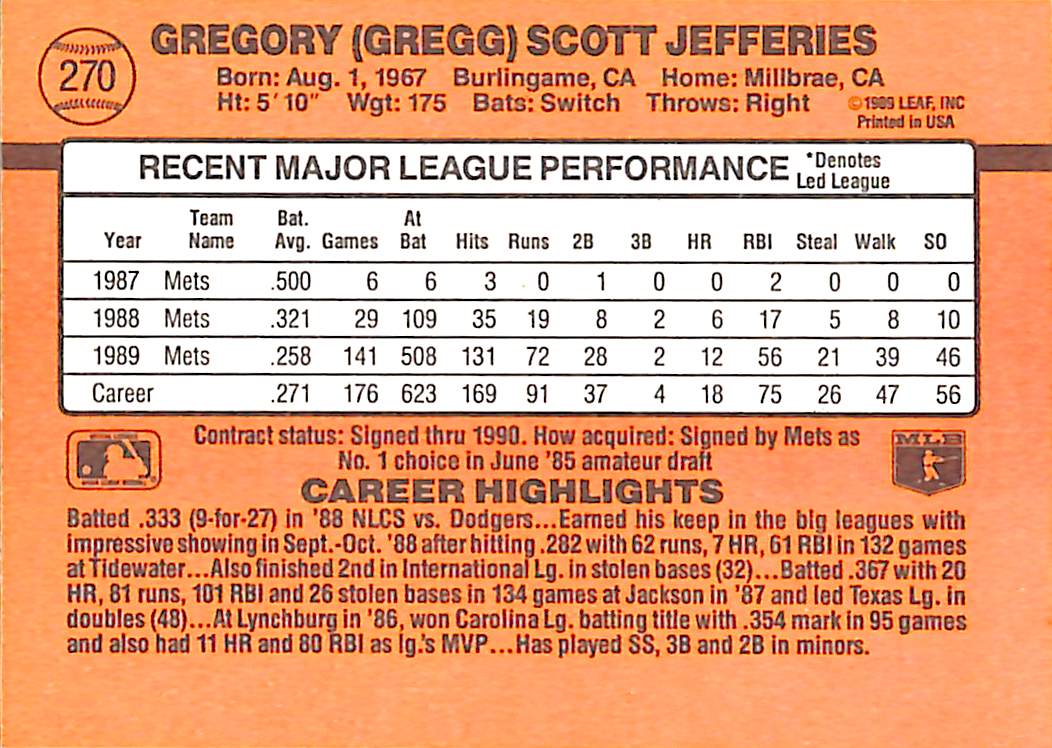 270
GREGORY (GREGG) SCOTT JEFFERIES
Born: Aug. 1, 1967 Burlingame, CA Home: Millbrae, CA
Ht: 5'10" Wgt: 175 Bats: Switch Throws: Right
©1989 LEAF, INC
Printed in USA
RECENT MAJOR LEAGUE PERFORMANCE *Denotes Led League
Year Team Name Bat. Avg. Games At Bat Hits Runs 2B 3B HR RBI Steal Walk SO
1987 Mets .500 6 6 3 0 1 0 0 2 0 0 0
1988 Mets .321 29 109 35 19 8 2 6 17 5 8 10
1989 Mets .258 141 508 131 72 28 2 12 56 21 39 46
Career .271 176 623 169 91 37 4 18 75 26 47 56
Contract status: Signed thru 1990. How acquired: Signed by Mets as
No. 1 choice in June '85 amateur draft
MLB
CAREER HIGHLIGHTS
Batted .333 (9-for-27) in '88 NLCS vs. Dodgers...Earned his keep in the big leagues with
impressive showing in Sept.-Oct. '88 after hitting .282 with 62 runs, 7 HR, 61 RBI in 132 games
at Tidewater...Also finished 2nd in International Lg. in stolen bases (32)...Batted .367 with 20
HR, 81 runs, 101 RBI and 26 stolen bases in 134 games at Jackson in '87 and led Texas Lg. in
doubles (48)...At Lynchburg in '86, won Carolina Lg. batting title with .354 mark in 95 games
and also had 11 HR and 80 RBI as lg.'s MVP...Has played SS, 3B and 2B in minors.